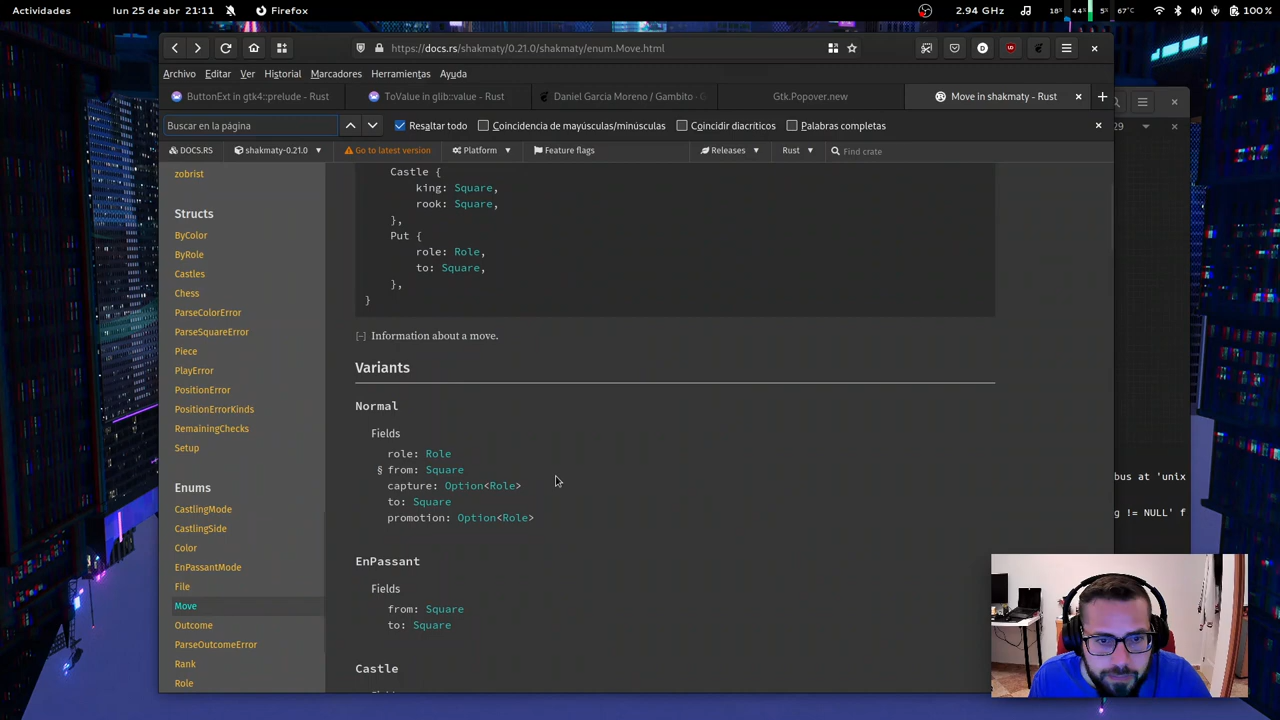 Actividades
lun 25 de abr 21:11
Firefox
2.94 GHz
18%
44%
5%
67°C
100 %
https://docs.rs/shakmaty/0.21.0/shakmaty/enum.Move.html
Archivo Editar Ver Historial Marcadores Herramientas Ayuda
ButtonExt in gtk4::prelude - Rust
ToValue in glib::value - Rust
Daniel Garcia Moreno / Gambito ·
Gtk.Popover.new
Move in shakmaty - Rust
Buscar en la página
Resaltar todo
Coincidencia de mayúsculas/minúsculas
Coincidir diacríticos
Palabras completas
29
DOCS.RS
shakmaty-0.21.0
Go to latest version
Platform
Feature flags
Releases
Rust
Find crate
zobrist
Structs
ByColor
ByRole
Castles
Chess
ParseColorError
ParseSquareError
Piece
PlayError
PositionError
PositionErrorKinds
RemainingChecks
Setup
Enums
CastlingMode
CastlingSide
Color
EnPassantMode
File
Move
Outcome
ParseOutcomeError
Rank
Role
Castle {
king: Square,
rook: Square,
},
Put {
role: Role,
to: Square,
},
}
[−] Information about a move.
Variants
Normal
Fields
role: Role
§ from: Square
capture: Option<Role>
to: Square
promotion: Option<Role>
EnPassant
Fields
from: Square
to: Square
Castle
bus at 'unix
g != NULL' f